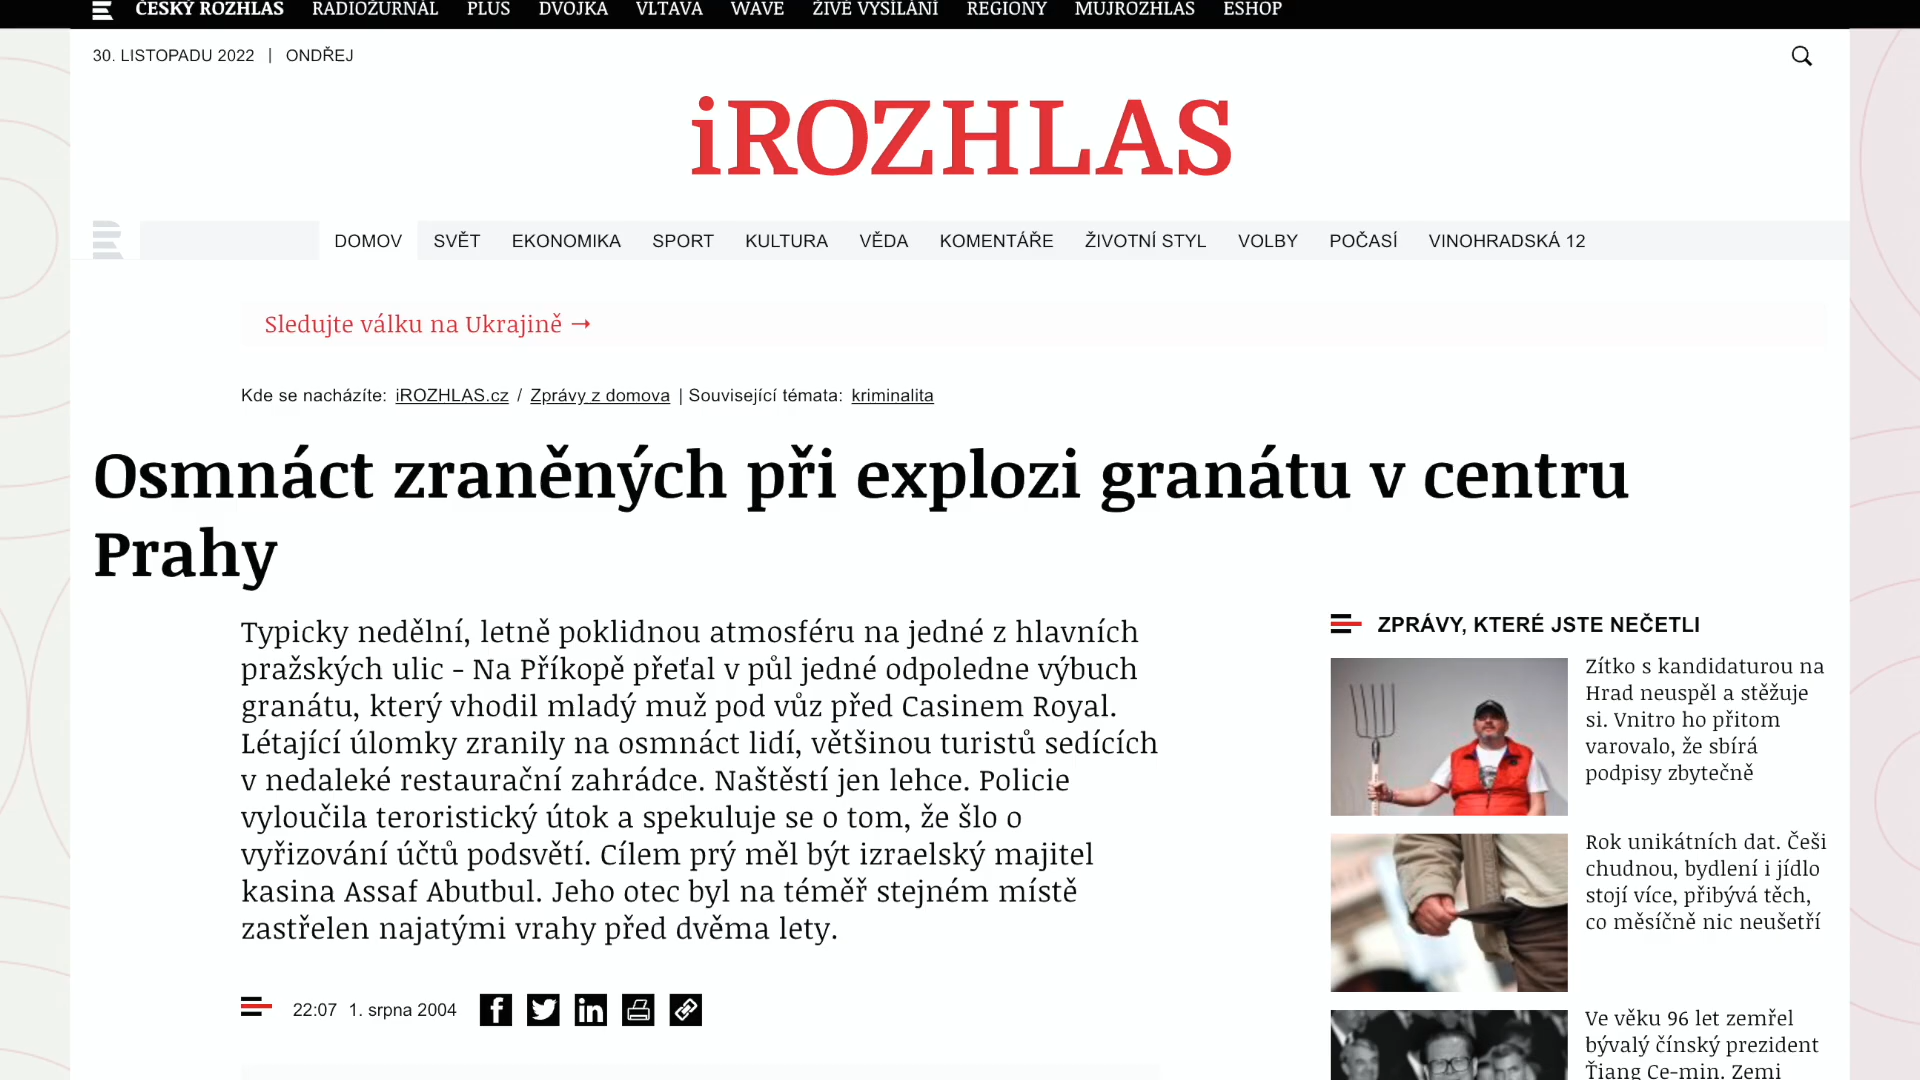 ČESKÝ ROZHLAS RADIOŽURNÁL PLUS DVOJKA VLTAVA WAVE ŽIVÉ VYSÍLÁNÍ REGIONY MUJROZHLAS ESHOP
30. LISTOPADU 2022 | ONDŘEJ
iROZHLAS
DOMOV SVĚT EKONOMIKA SPORT KULTURA VĚDA KOMENTÁŘE ŽIVOTNÍ STYL VOLBY POČASÍ VINOHRADSKÁ 12
Sledujte válku na Ukrajině →
Kde se nacházíte: iROZHLAS.cz / Zprávy z domova | Související témata: kriminalita
Osmnáct zraněných při explozi granátu v centru
Prahy
Typicky nedělní, letně poklidnou atmosféru na jedné z hlavních
pražských ulic - Na Příkopě přeťal v půl jedné odpoledne výbuch
granátu, který vhodil mladý muž pod vůz před Casinem Royal.
Létající úlomky zranily na osmnáct lidí, většinou turistů sedících
v nedaleké restaurační zahrádce. Naštěstí jen lehce. Policie
vyloučila teroristický útok a spekuluje se o tom, že šlo o
vyřizování účtů podsvětí. Cílem prý měl být izraelský majitel
kasina Assaf Abutbul. Jeho otec byl na téměř stejném místě
zastřelen najatými vrahy před dvěma lety.
22:07 1. srpna 2004
ZPRÁVY, KTERÉ JSTE NEČETLI
Zítko s kandidaturou na
Hrad neuspěl a stěžuje
si. Vnitro ho přitom
varovalo, že sbírá
podpisy zbytečně
Rok unikátních dat. Češi
chudnou, bydlení i jídlo
stojí více, přibývá těch,
co měsíčně nic neušetří
Ve věku 96 let zemřel
bývalý čínský prezident
Ťiang Ce-min. Zemi